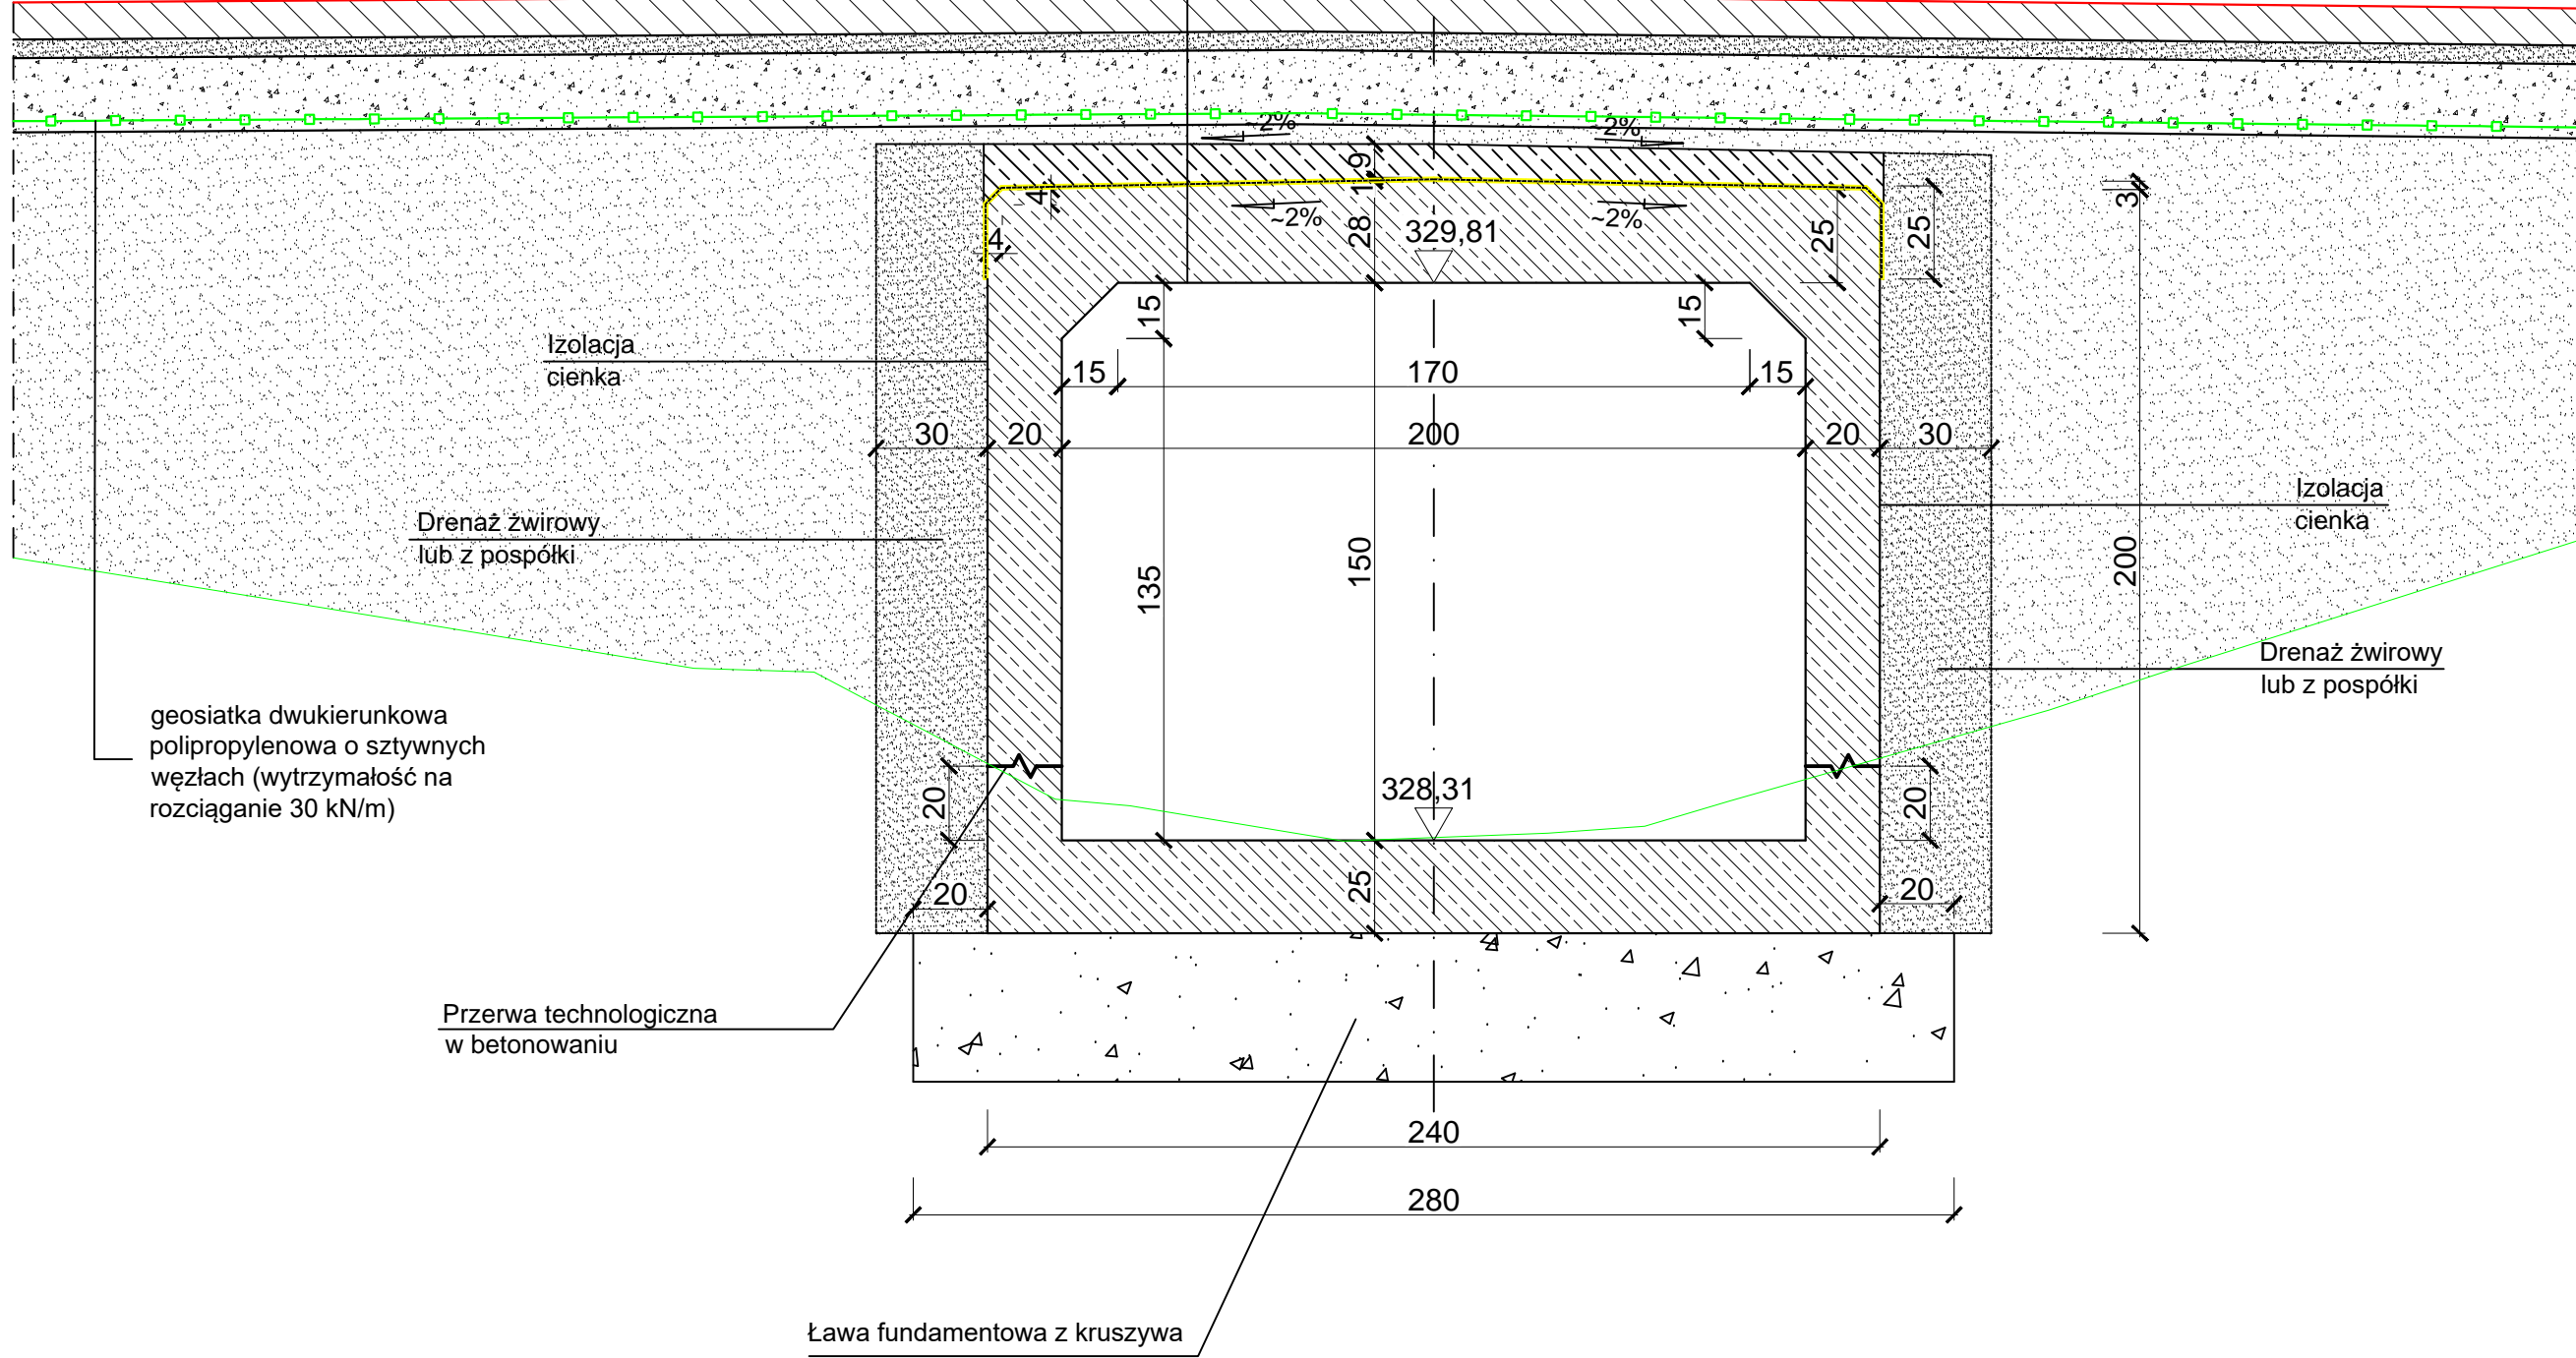 ~2%
~2%
1
9
4
~2%
~2%
28
329,81
25
25
3
4
15
15
Izolacja
cienka
15
170
15
30
20
200
20
30
Izolacja
cienka
Drenaż żwirowy
lub z pospółki
135
150
200
Drenaż żwirowy
lub z pospółki
geosiatka dwukierunkowa
polipropylenowa o sztywnych
węzłach (wytrzymałość na
rozciąganie 30 kN/m)
20
328,31
20
20
25
20
Przerwa technologiczna
w betonowaniu
240
280
Ława fundamentowa z kruszywa